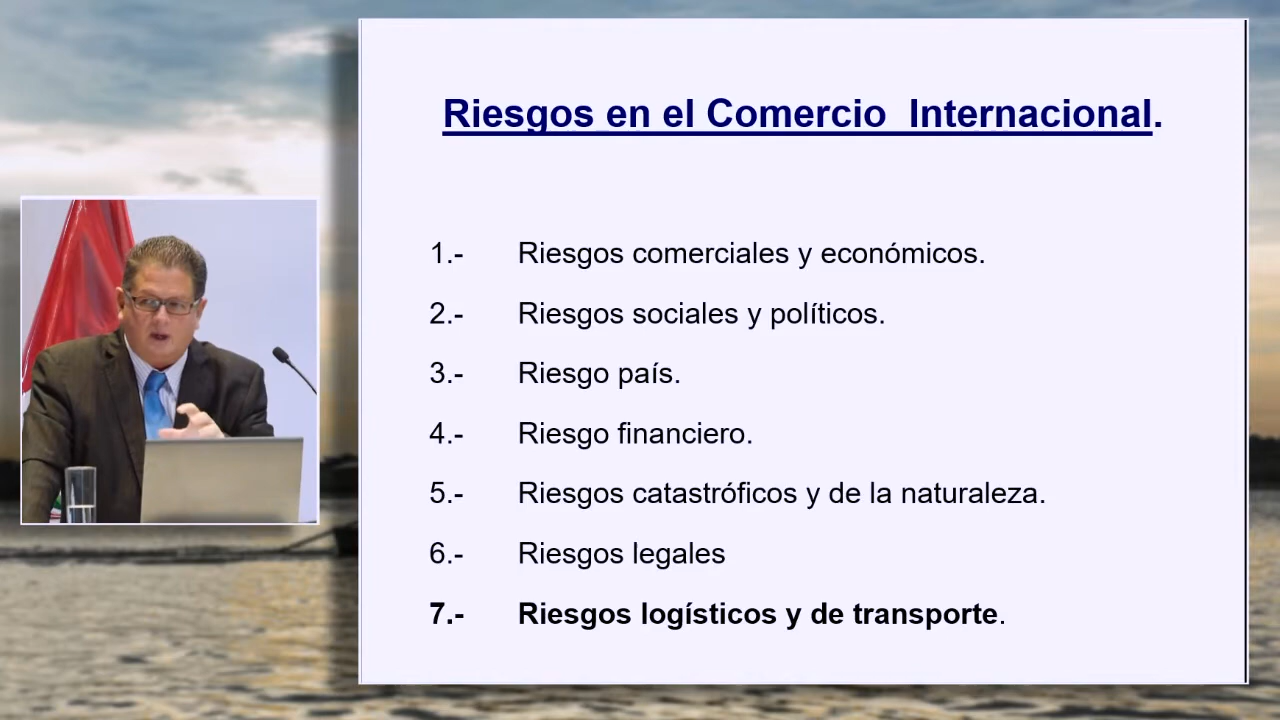 Riesgos en el Comercio  Internacional.
1.- Riesgos comerciales y económicos.
2.- Riesgos sociales y políticos.
3.- Riesgo país.
4.- Riesgo financiero.
5.- Riesgos catastróficos y de la naturaleza.
6.- Riesgos legales
7.- Riesgos logísticos y de transporte.